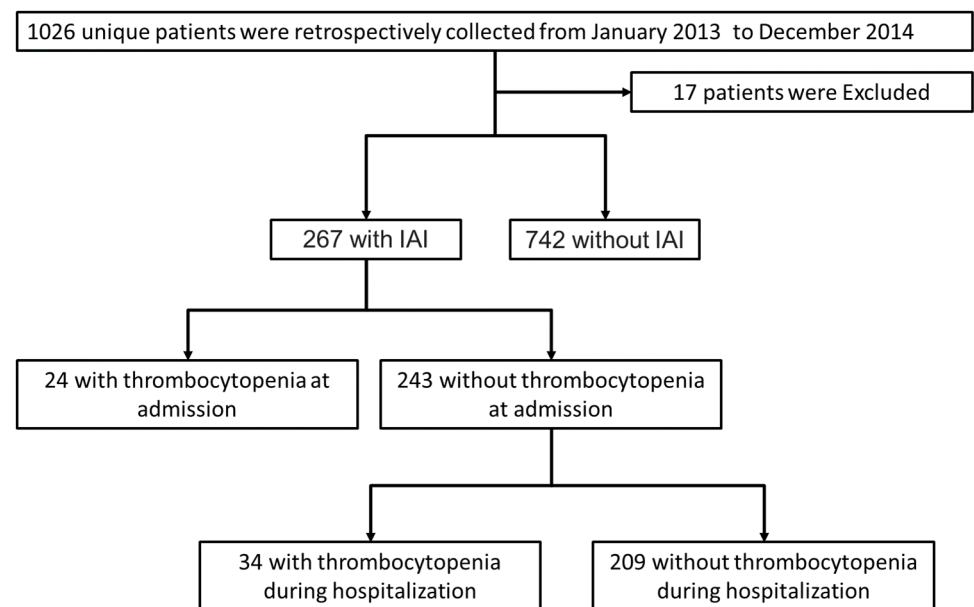 1026 unique patients were retrospectively collected from January 2013 to December 2014
17 patients were Excluded
267 with IAI
742 without IAI
24 with thrombocytopenia at
admission
243 without thrombocytopenia
at admission
34 with thrombocytopenia
during hospitalization
209 without thrombocytopenia
during hospitalization